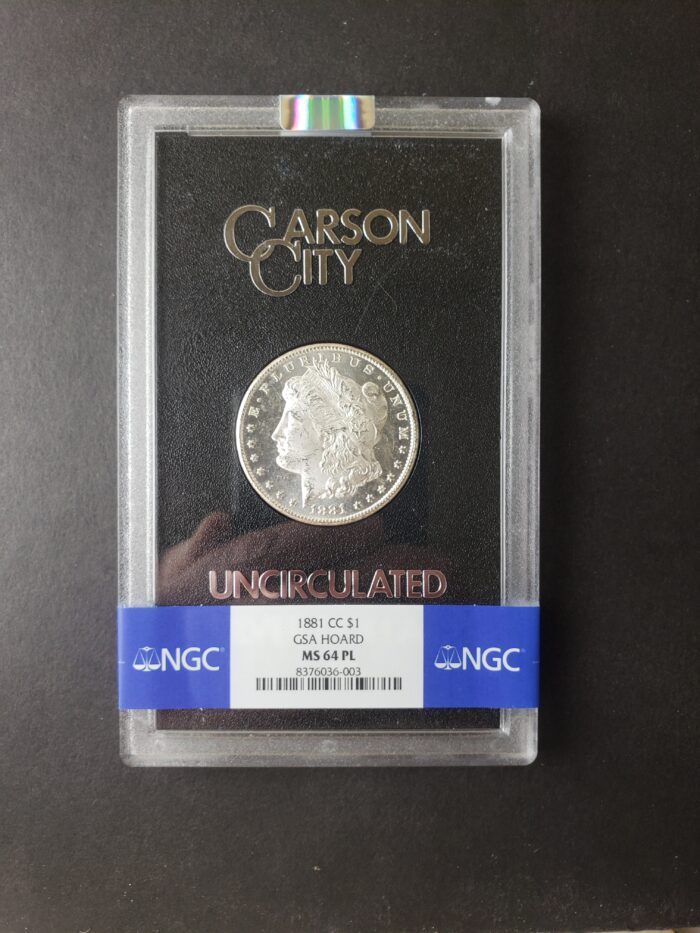 CARSON
CITY
E·PLURIBUS·UNUM
1881
UNCIRCULATED
NGC
1881 CC $1
GSA HOARD
MS 64 PL
8376036-003
NGC